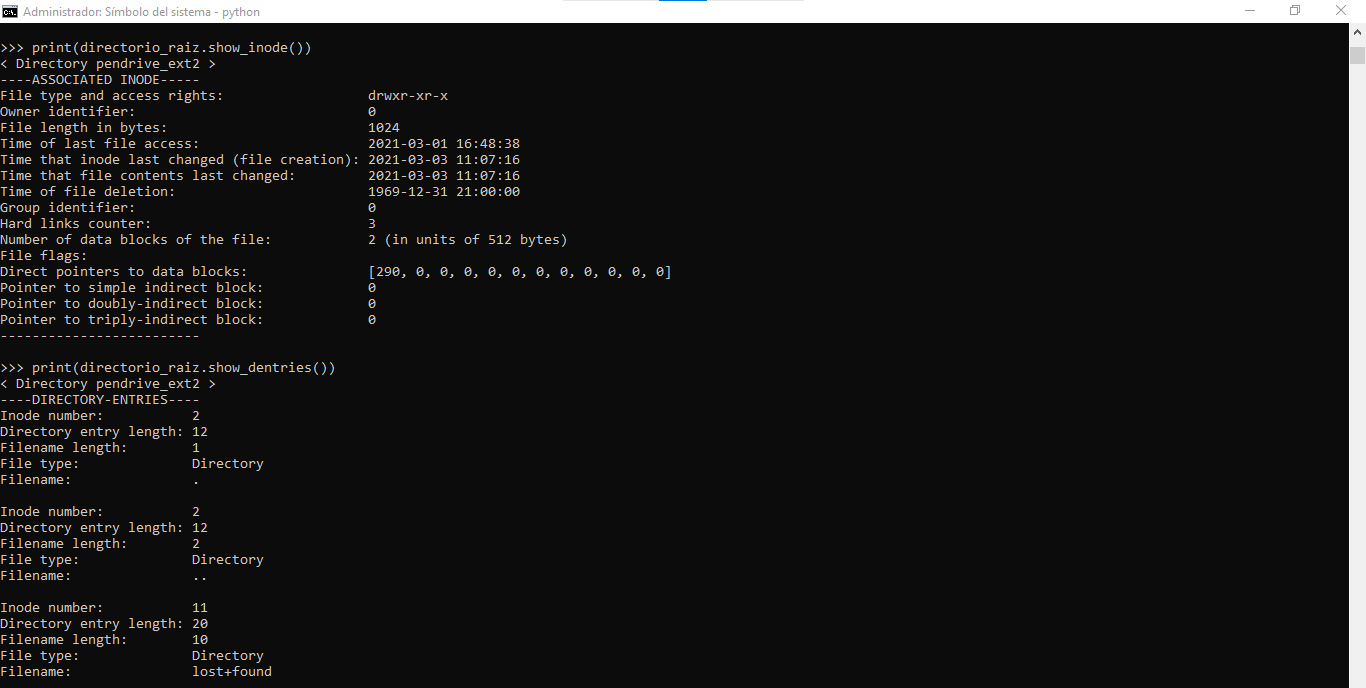 Administrador: Símbolo del sistema - python
>>> print(directorio_raiz.show_inode())
< Directory pendrive_ext2 >
----ASSOCIATED INODE-----
File type and access rights: drwxr-xr-x
Owner identifier: 0
File length in bytes: 1024
Time of last file access: 2021-03-01 16:48:38
Time that inode last changed (file creation): 2021-03-03 11:07:16
Time that file contents last changed: 2021-03-03 11:07:16
Time of file deletion: 1969-12-31 21:00:00
Group identifier: 0
Hard links counter: 3
Number of data blocks of the file: 2 (in units of 512 bytes)
File flags:
Direct pointers to data blocks: [290, 0, 0, 0, 0, 0, 0, 0, 0, 0, 0, 0]
Pointer to simple indirect block: 0
Pointer to doubly-indirect block: 0
Pointer to triply-indirect block: 0
-------------------------
>>> print(directorio_raiz.show_dentries())
< Directory pendrive_ext2 >
----DIRECTORY-ENTRIES----
Inode number: 2
Directory entry length: 12
Filename length: 1
File type: Directory
Filename: .
Inode number: 2
Directory entry length: 12
Filename length: 2
File type: Directory
Filename: ..
Inode number: 11
Directory entry length: 20
Filename length: 10
File type: Directory
Filename: lost+found